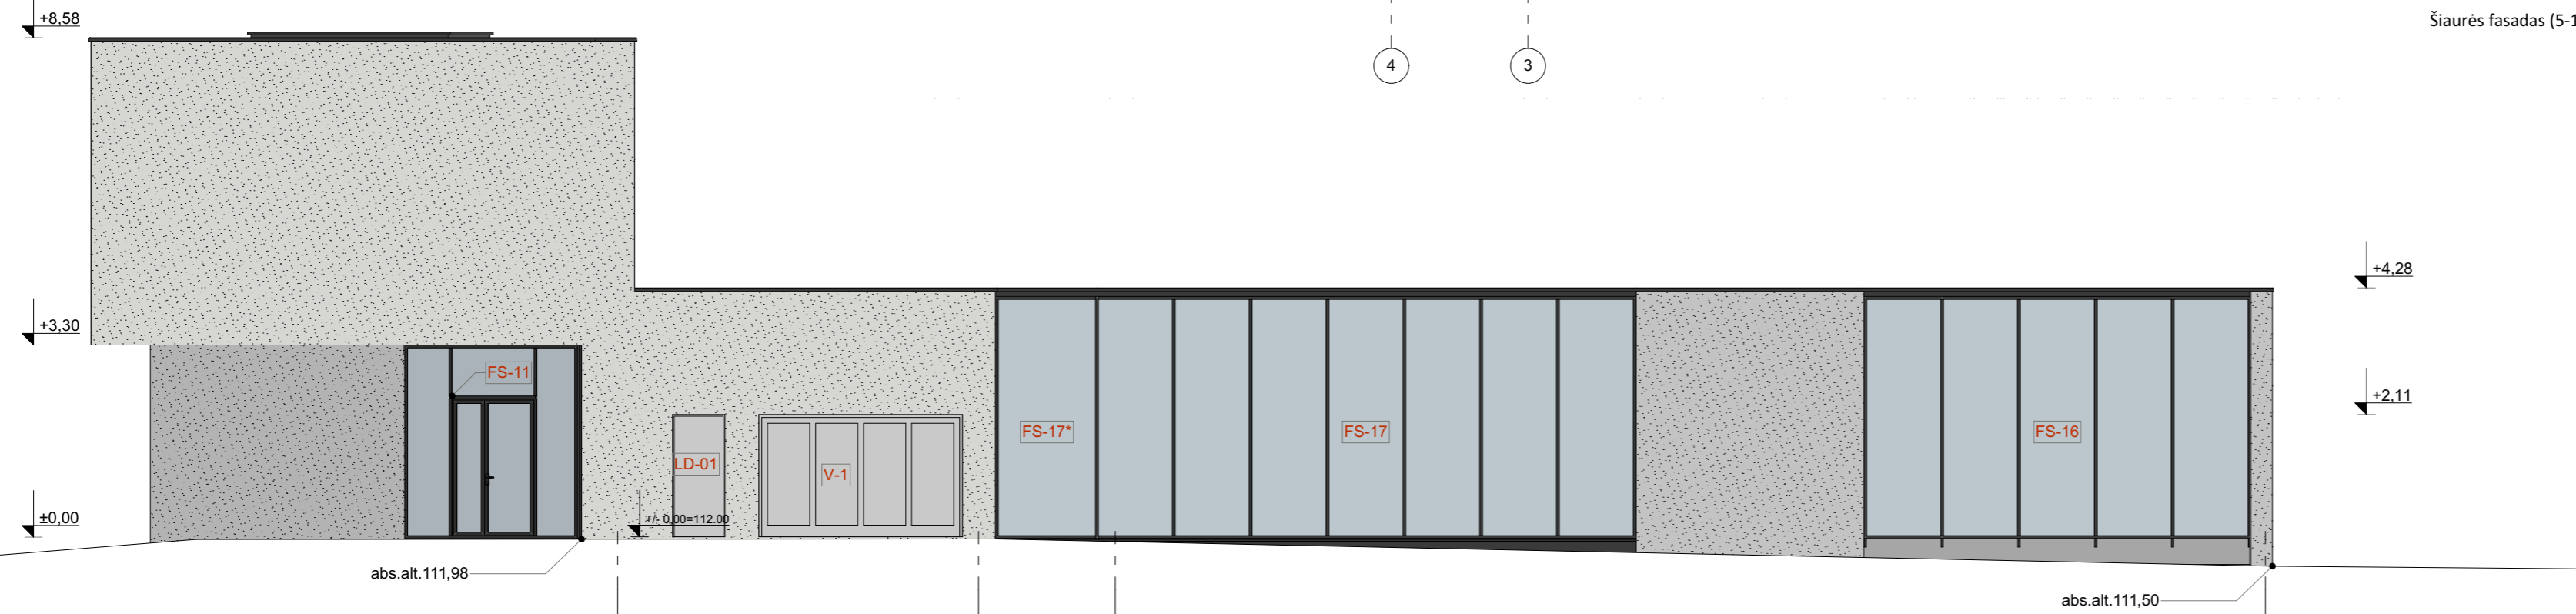 +8,58
Šiaurės fasadas (5-1
4
3
+4,28
+3,30
FS-11
+2,11
FS-17*
FS-17
FS-16
LD-01
V-1
±0,00
+/- 0,00=112.00
abs.alt.111,98
abs.alt.111,50